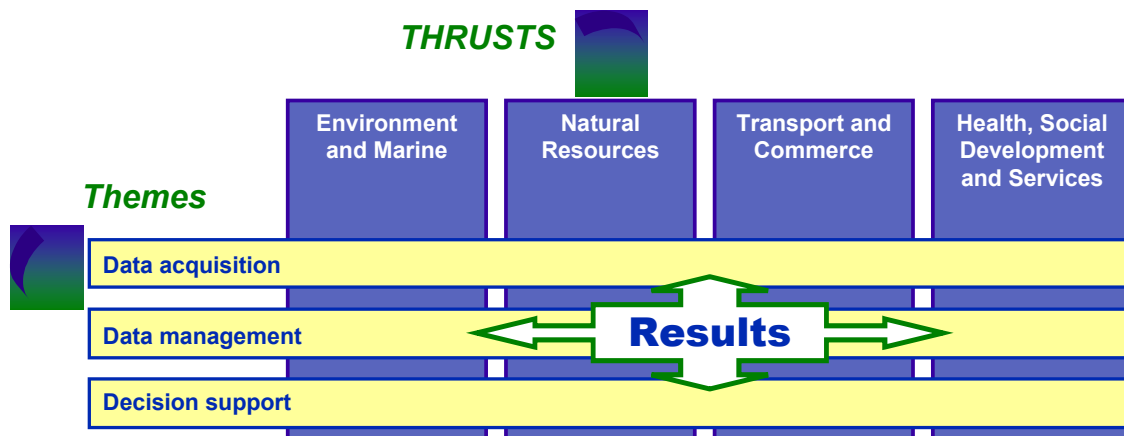 THRUSTS
Environment
and Marine
Natural
Resources
Transport and
Commerce
Health, Social
Development
and Services
Themes
Data acquisition
Data management
Results
Decision support